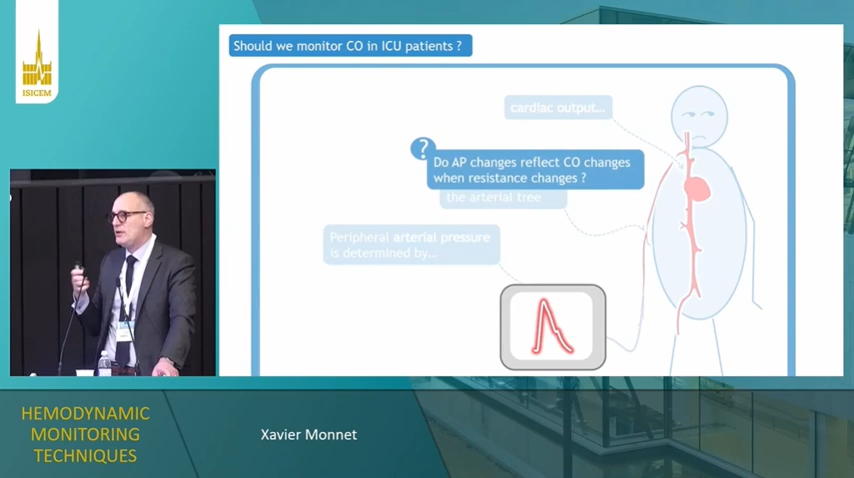 ISICEM
Should we monitor CO in ICU patients ?
cardiac output...
?
Do AP changes reflect CO changes
when resistance changes ?
the arterial tree
Peripheral arterial pressure
is determined by...
HEMODYNAMIC
MONITORING
TECHNIQUES
Xavier Monnet